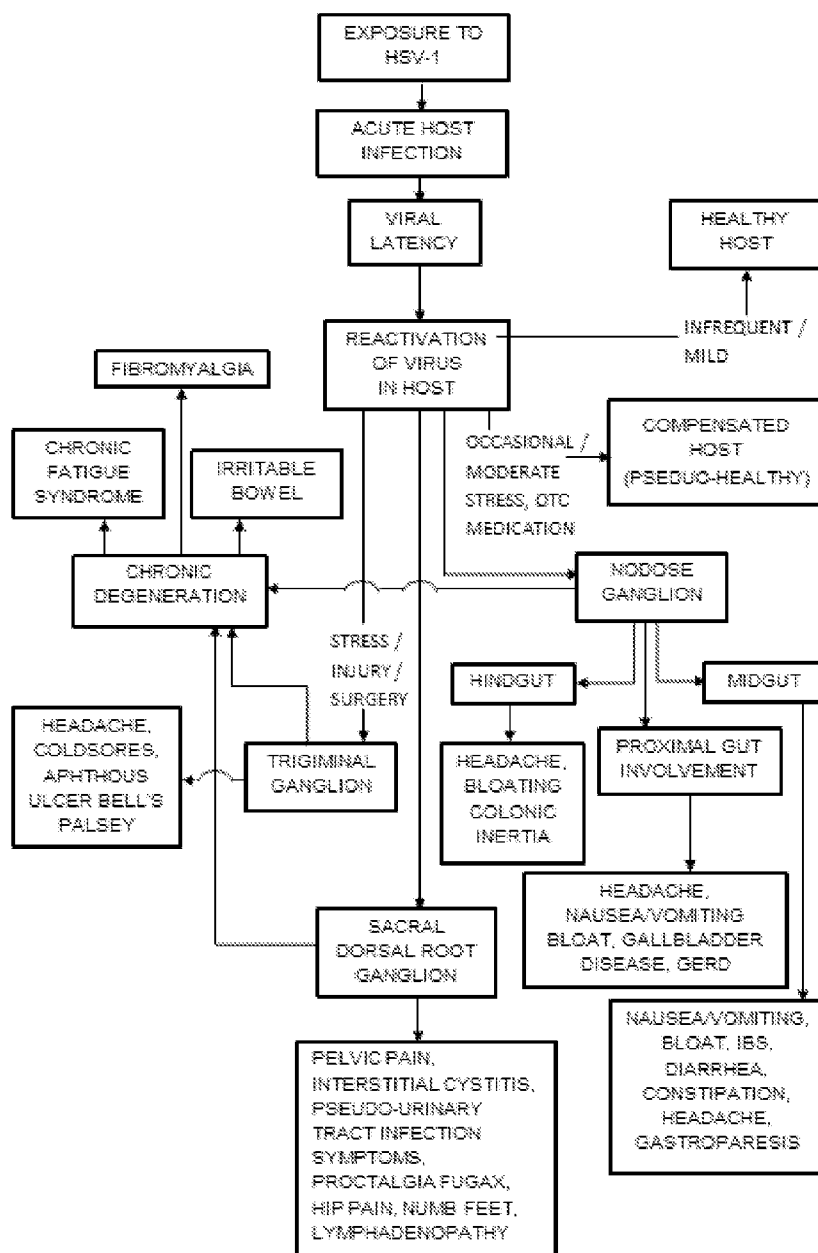 EXPOSURE TO
HSV-1
ACUTE HOST
INFECTION
VIRAL
LATENCY
HEALTHY
HOST
REACTIVATION
OF VIRUS
IN HOST
INFREQUENT /
MILD
FIBROMYALGIA
CHRONIC
FATIGUE
SYNDROME
IRRITABLE
BOWEL
OCCASIONAL /
MODERATE
STRESS, OTC
MEDICATION
COMPENSATED
HOST
(PSEDUO-HEALTHY)
CHRONIC
DEGENERATION
NODOSE
GANGLION
STRESS /
INJURY /
SURGERY
HINDGUT
MIDGUT
HEADACHE,
COLDSORES,
APHTHOUS
ULCER BELL'S
PALSEY
TRIGIMINAL
GANGLION
HEADACHE,
BLOATING
COLONIC
INERTIA
PROXIMAL GUT
INVOLVEMENT
SACRAL
DORSAL ROOT
GANGLION
HEADACHE,
NAUSEA/VOMITING
BLOAT, GALLBLADDER
DISEASE, GERD
PELVIC PAIN,
INTERSTITIAL CYSTITIS,
PSEUDO-URINARY
TRACT INFECTION
SYMPTOMS,
PROCTALGIA FUGAX,
HIP PAIN, NUMB FEET,
LYMPHADENOPATHY
NAUSEA/VOMITING,
BLOAT, IBS,
DIARRHEA,
CONSTIPATION,
HEADACHE,
GASTROPARESIS